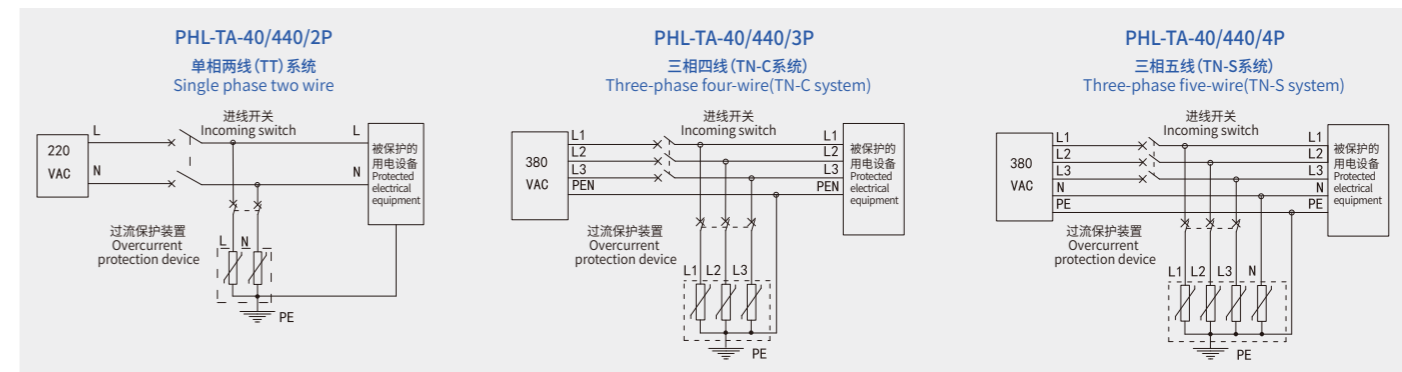 PHL-TA-40/440/2P
单相两线(TT)系统
Single phase two wire
进线开关
Incoming switch
L
L
220
VAC
N
N
被保护的
用电设备
Protected
electrical
equipment
过流保护装置
Overcurrent
protection device
L N
PE
PHL-TA-40/440/3P
三相四线(TN-C系统)
Three-phase four-wire(TN-C system)
进线开关
Incoming switch
L1
L1
L2
L2
L3
L3
PEN
PEN
380
VAC
被保护的
用电设备
Protected
electrical
equipment
过流保护装置
Overcurrent
protection device
L1 L2 L3
PE
PHL-TA-40/440/4P
三相五线(TN-S系统)
Three-phase five-wire(TN-S system)
进线开关
Incoming switch
L1
L1
L2
L2
L3
L3
N
N
PE
PE
380
VAC
被保护的
用电设备
Protected
electrical
equipment
过流保护装置
Overcurrent
protection device
L1 L2 L3 N
PE